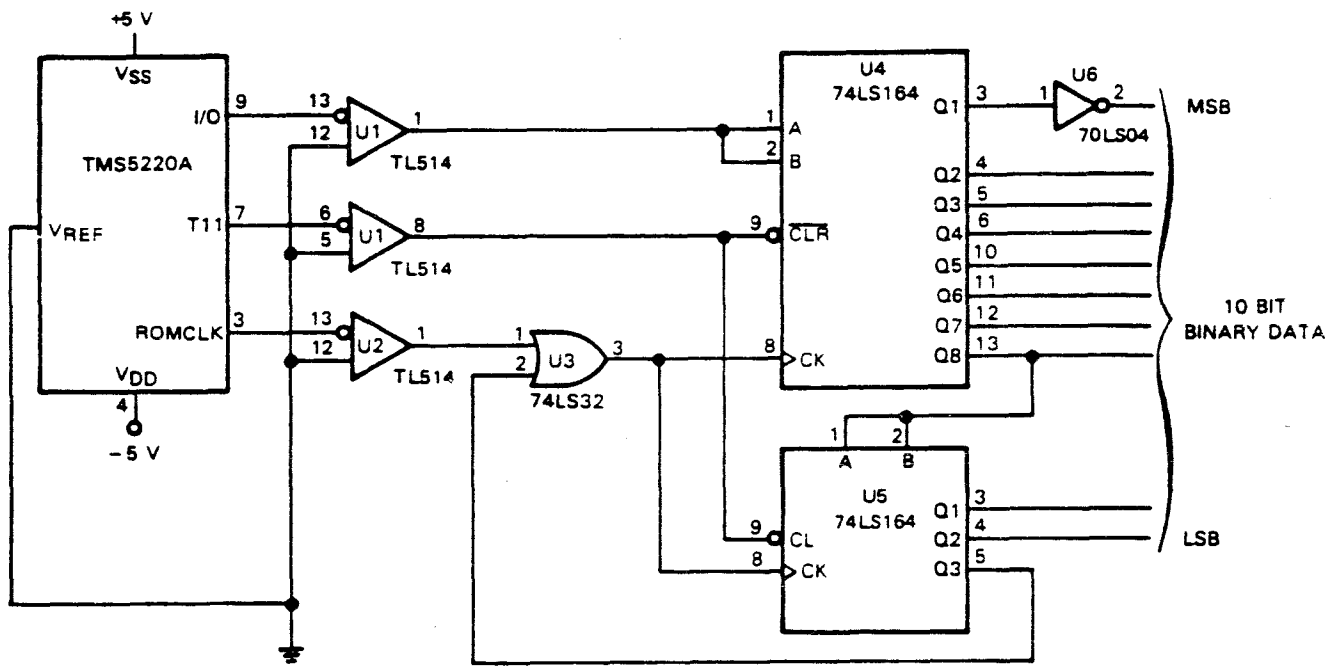 +5 V
VSS
I/O
9
TMS5220A
VREF
T11
7
ROMCLK
3
VDD
4
−5 V
13
12
U1
1
TL514
6
5
U1
8
TL514
13
12
U2
1
TL514
1
2
U3
3
74LS32
U4
74LS164
1
A
2
B
9
CLR
8
CK
Q1
3
Q2
4
Q3
5
Q4
6
Q5
10
Q6
11
Q7
12
Q8
13
1
U6
2
70LS04
MSB
10 BIT
BINARY DATA
1
2
A
B
U5
74LS164
9
CL
8
CK
Q1
3
Q2
4
Q3
5
LSB